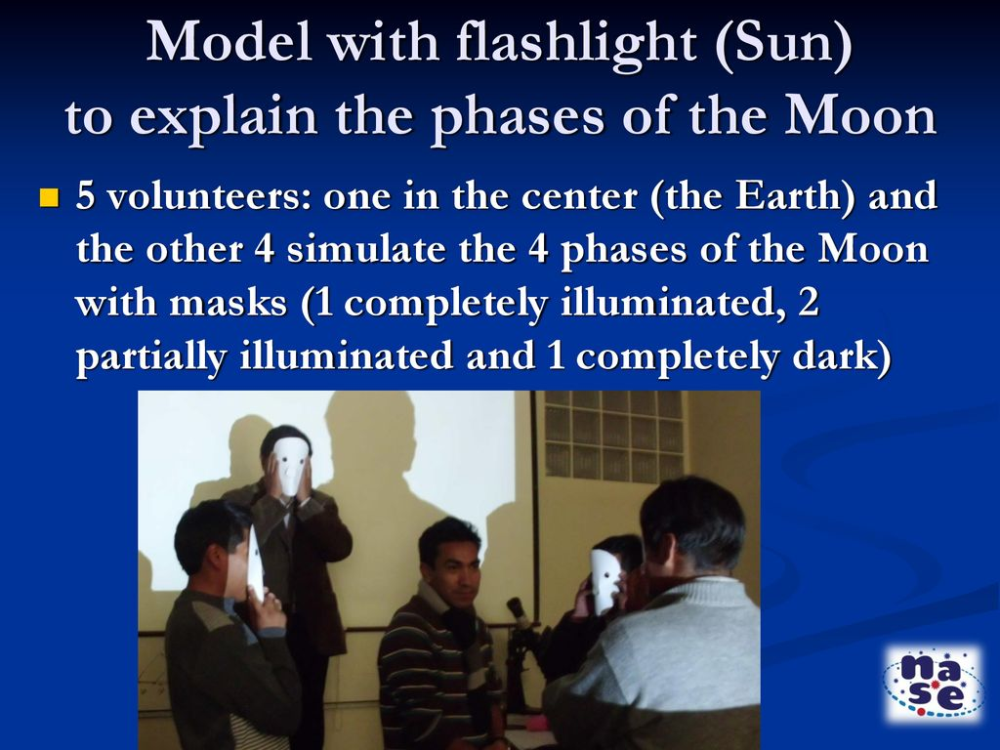 Model with flashlight (Sun)
to explain the phases of the Moon
5 volunteers: one in the center (the Earth) and
the other 4 simulate the 4 phases of the Moon
with masks (1 completely illuminated, 2
partially illuminated and 1 completely dark)
na
se